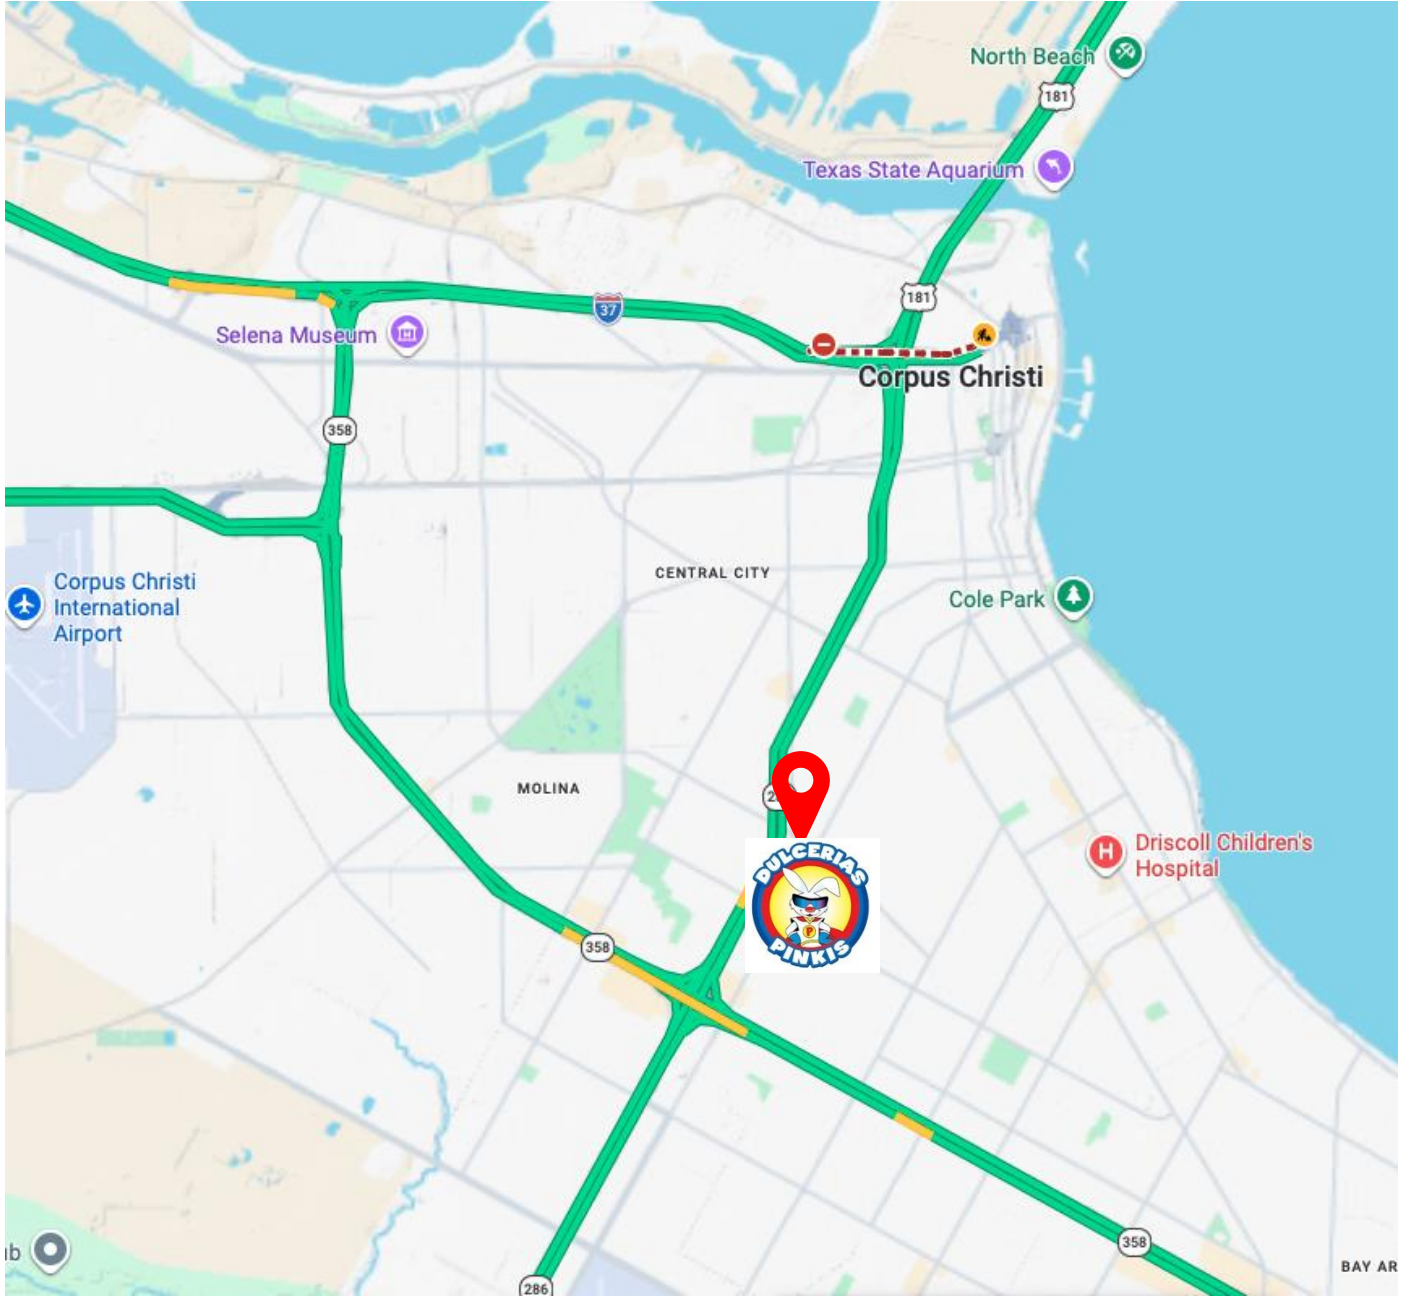 North Beach
181
Texas State Aquarium
181
37
Selena Museum
Corpus Christi
358
CENTRAL CITY
Corpus Christi
International
Airport
Cole Park
MOLINA
Driscoll Children's
Hospital
DULCERIAS
P
PINKIS
358
358
BAY AR
286